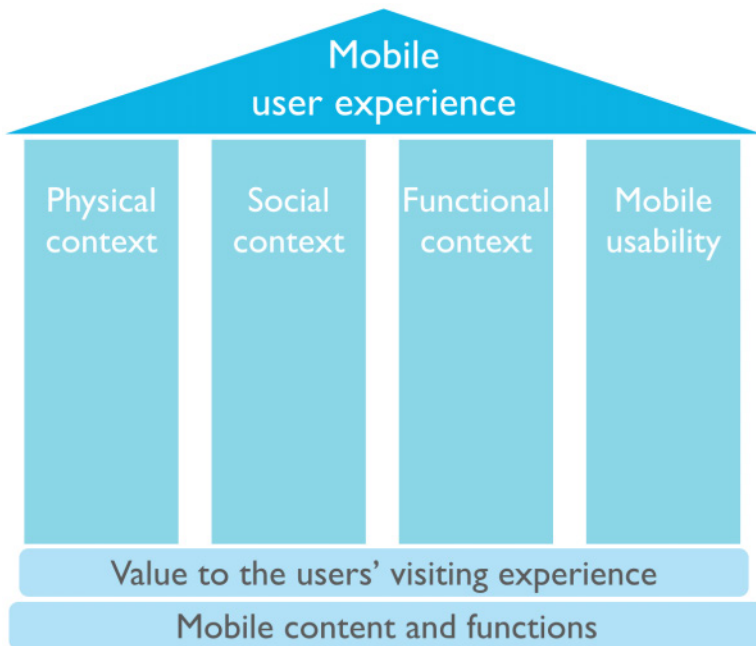 Mobile
user experience
Physical
context
Social
context
Functional
context
Mobile
usability
Value to the users’ visiting experience
Mobile content and functions